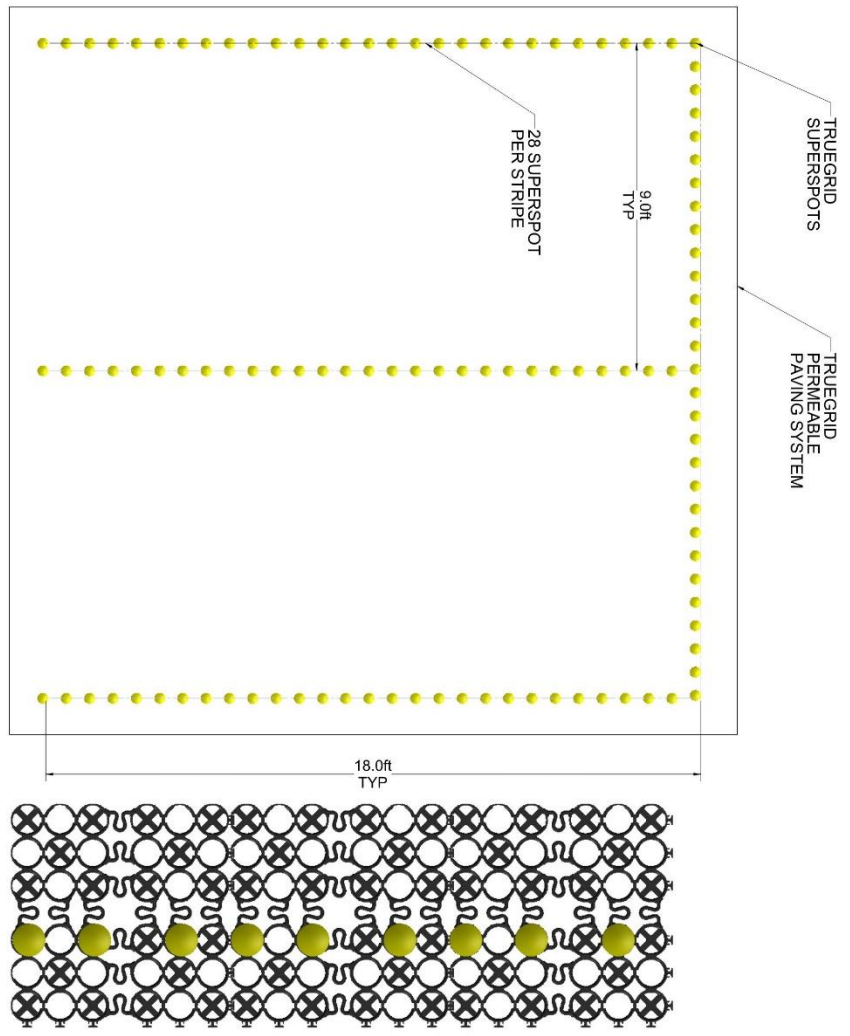 TRUEGRID
SUPERSPOTS
28 SUPERSPOT
PER STRIPE
9.0ft
TYP
TRUEGRID
PERMEABLE
PAVING SYSTEM
18.0ft
TYP